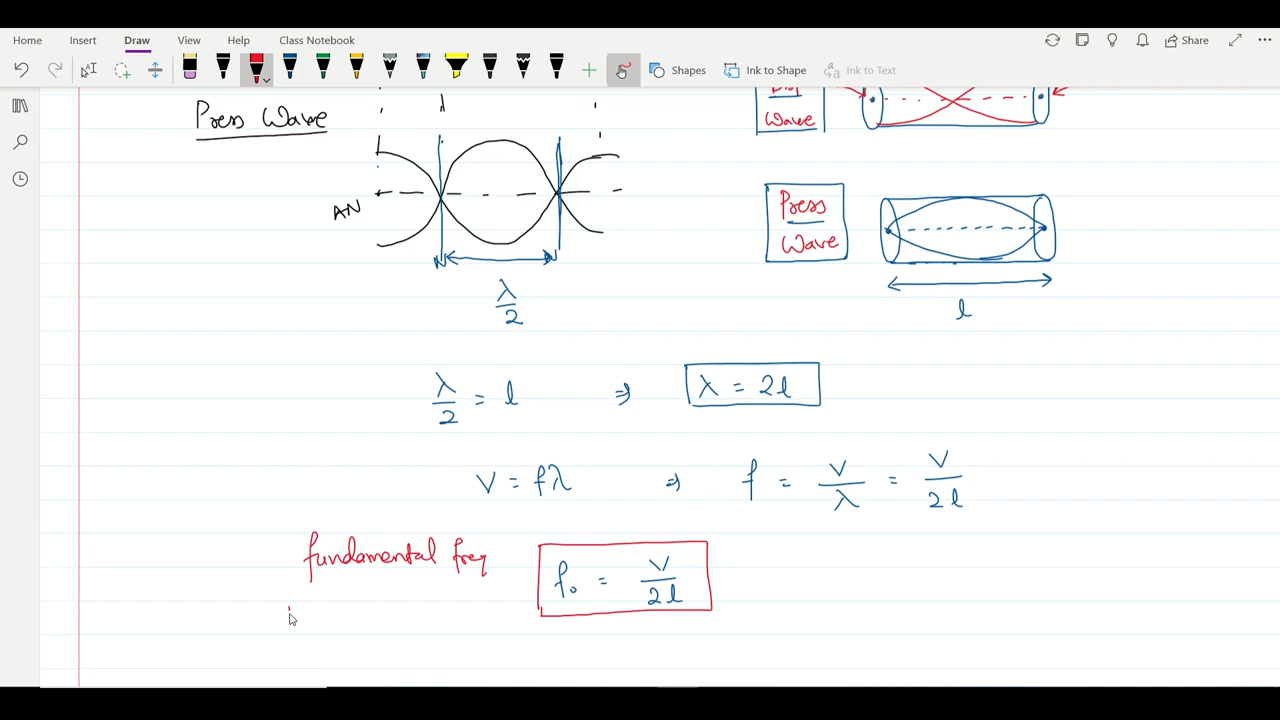 Home Insert Draw View Help Class Notebook Share
Shapes Ink to Shape Ink to Text
Press Wave
λ
AN
N N
λ/2
Wave
Press
Wave
l
λ/2 = l ⇒ λ = 2l
V = fλ ⇒ f = V/λ = V/2l
fundamental freq f₀ = V/2l